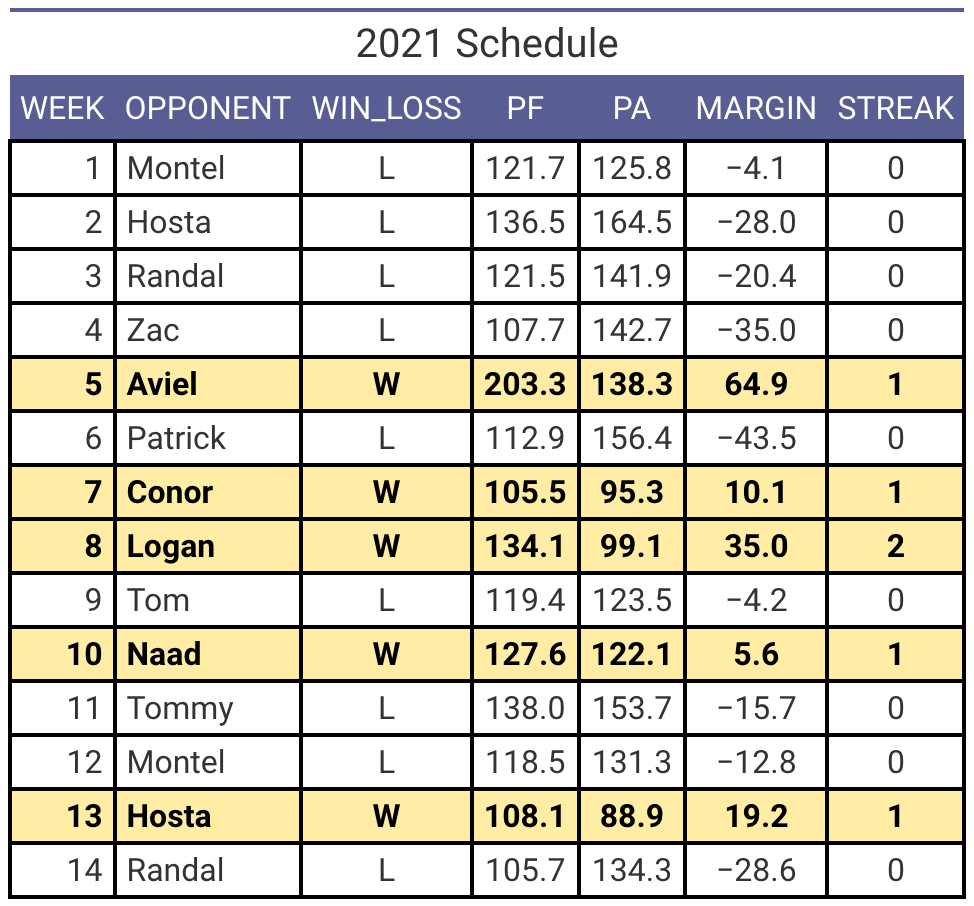 2021 Schedule
WEEK OPPONENT WIN_LOSS PF PA MARGIN STREAK
1 Montel L 121.7 125.8 −4.1 0
2 Hosta L 136.5 164.5 −28.0 0
3 Randal L 121.5 141.9 −20.4 0
4 Zac L 107.7 142.7 −35.0 0
5 Aviel W 203.3 138.3 64.9 1
6 Patrick L 112.9 156.4 −43.5 0
7 Conor W 105.5 95.3 10.1 1
8 Logan W 134.1 99.1 35.0 2
9 Tom L 119.4 123.5 −4.2 0
10 Naad W 127.6 122.1 5.6 1
11 Tommy L 138.0 153.7 −15.7 0
12 Montel L 118.5 131.3 −12.8 0
13 Hosta W 108.1 88.9 19.2 1
14 Randal L 105.7 134.3 −28.6 0